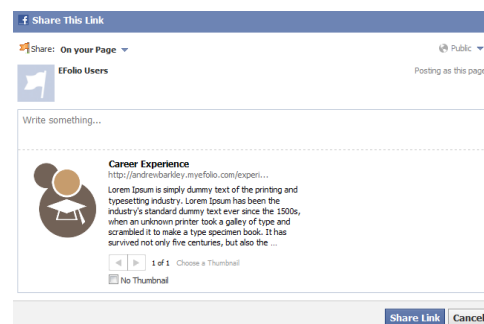 f Share This Link
Share: On your Page Public
EFolio Users Posting as this page
Write something...
Career Experience
http://andrewbarkley.myefolio.com/experi...
Lorem Ipsum is simply dummy text of the printing and
typesetting industry. Lorem Ipsum has been the
industry's standard dummy text ever since the 1500s,
when an unknown printer took a galley of type and
scrambled it to make a type specimen book. It has
survived not only five centuries, but also the ...
1 of 1 Choose a Thumbnail
No Thumbnail
Share Link Cancel